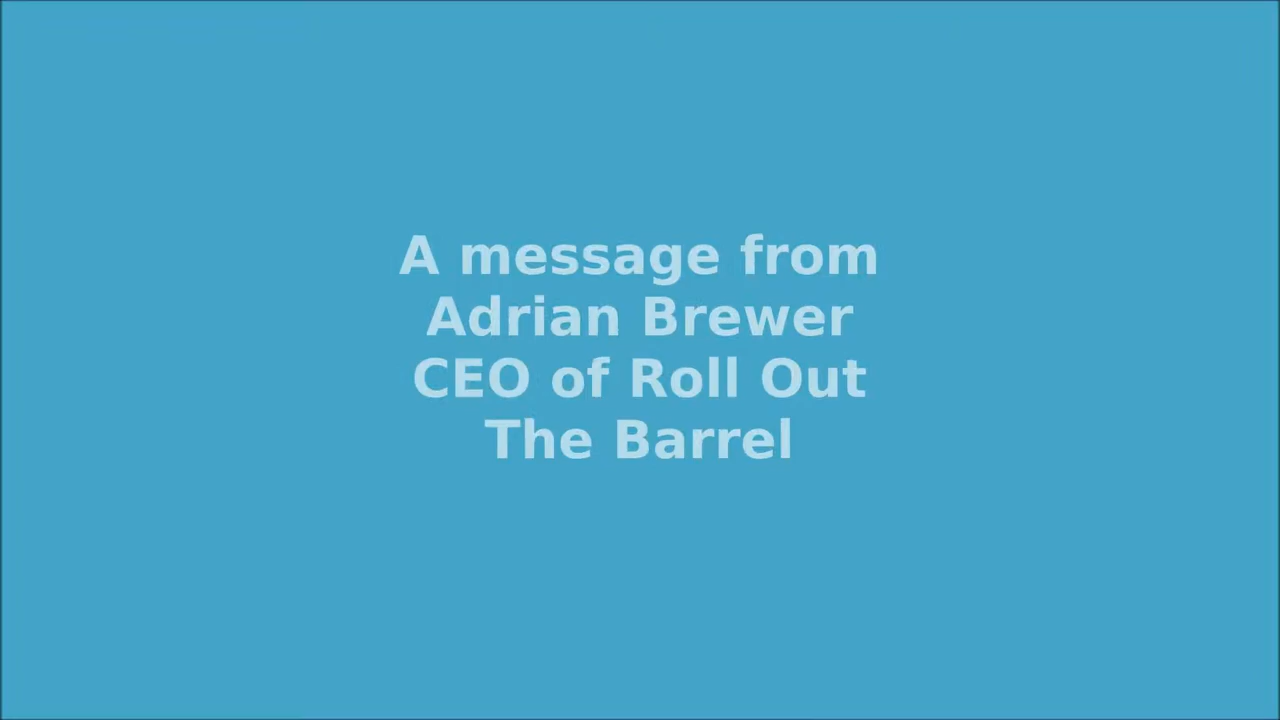 A message from
Adrian Brewer
CEO of Roll Out
The Barrel